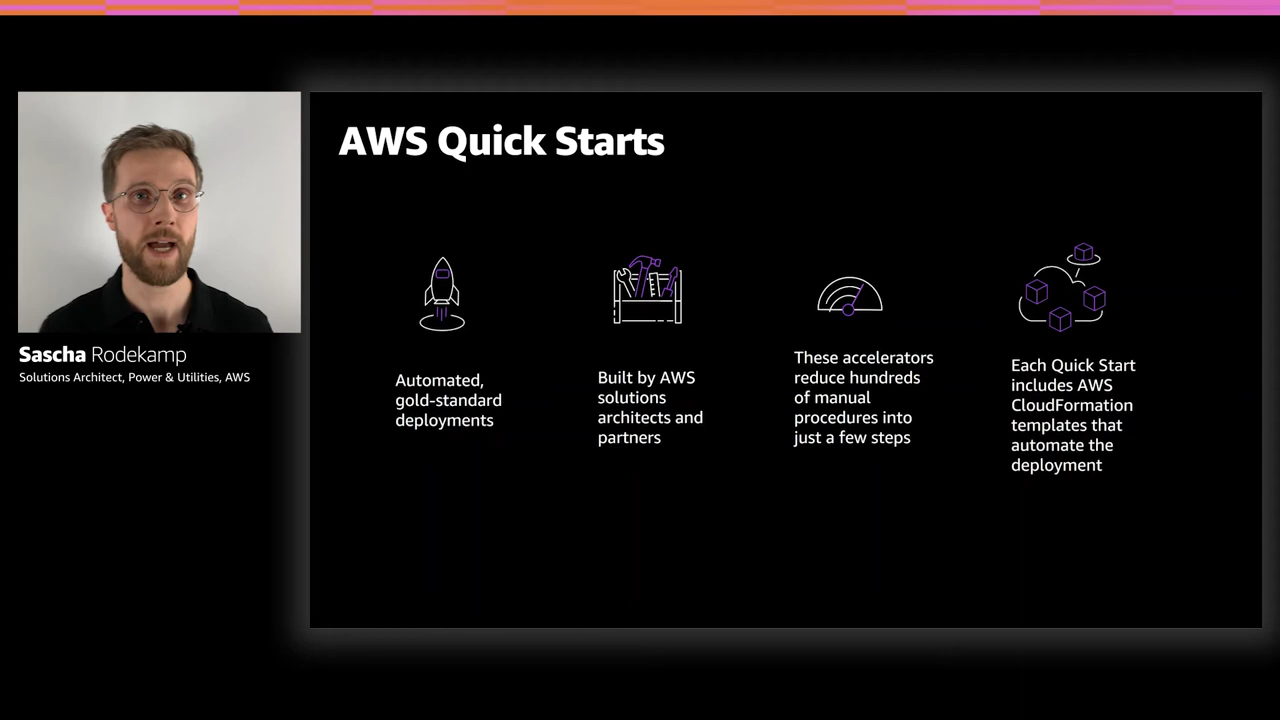 AWS Quick Starts
Automated,
gold-standard
deployments
Built by AWS
solutions
architects and
partners
These accelerators
reduce hundreds
of manual
procedures into
just a few steps
Each Quick Start
includes AWS
CloudFormation
templates that
automate the
deployment
Sascha Rodekamp
Solutions Architect, Power & Utilities, AWS